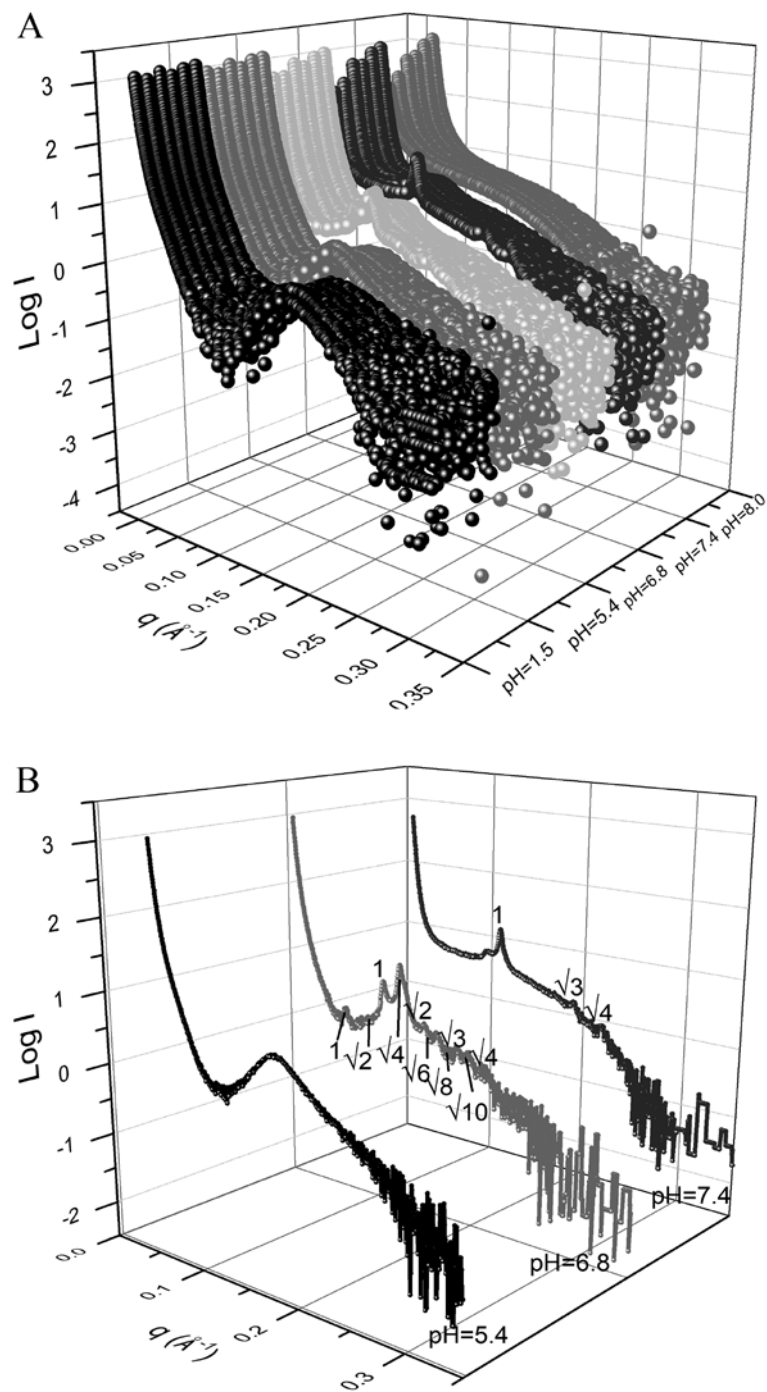 A
Log I
3
2
1
0
-1
-2
-3
-4
0.00
0.05
0.10
0.15
0.20
0.25
0.30
0.35
q (Å⁻¹)
pH=1.5
pH=5.4
pH=6.8
pH=7.4
pH=8.0
B
Log I
3
2
1
0
-1
-2
0.0
0.1
0.2
0.3
q (Å⁻¹)
1
√3
√4
1
√2
√3
√4
1
√2
√4
√6
√8
√10
pH=7.4
pH=6.8
pH=5.4